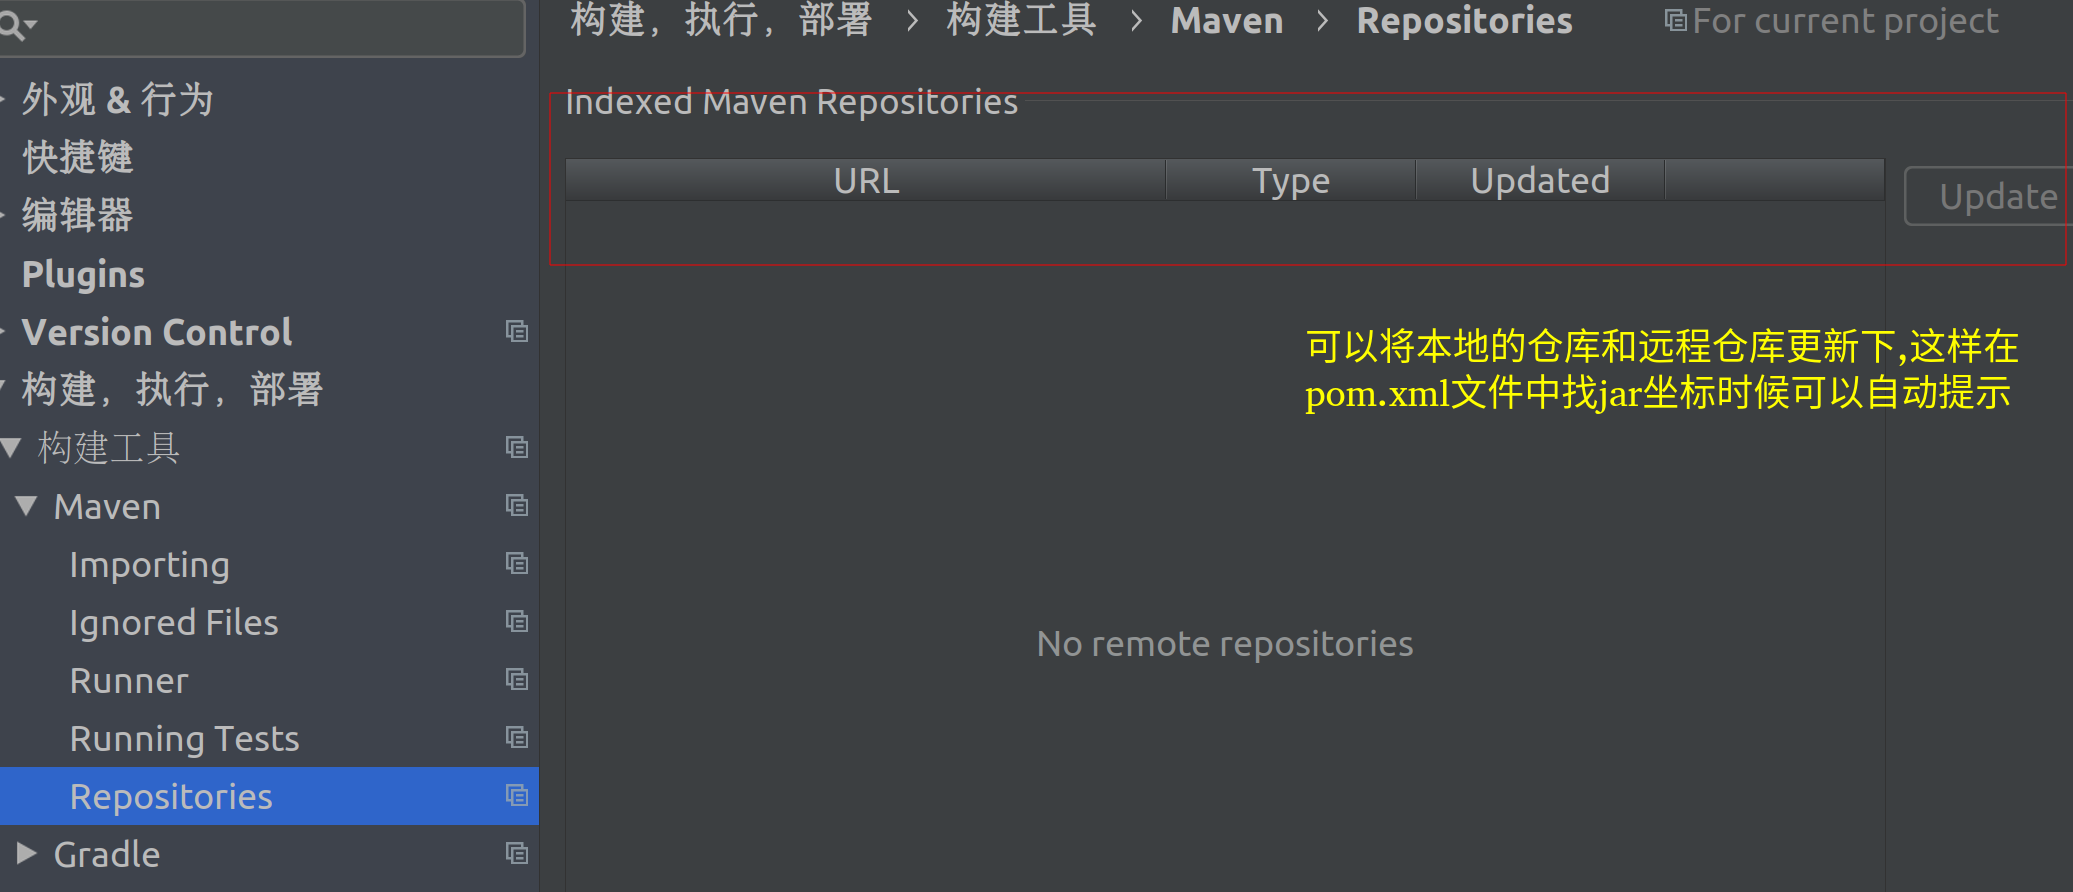 外观 & 行为
快捷键
编辑器
Plugins
Version Control
构建，执行，部署
构建工具
Maven
Importing
Ignored Files
Runner
Running Tests
Repositories
Gradle
构建，执行，部署 › 构建工具 › Maven › Repositories For current project
Indexed Maven Repositories
URL Type Updated
Update
可以将本地的仓库和远程仓库更新下,这样在
pom.xml文件中找jar坐标时候可以自动提示
No remote repositories